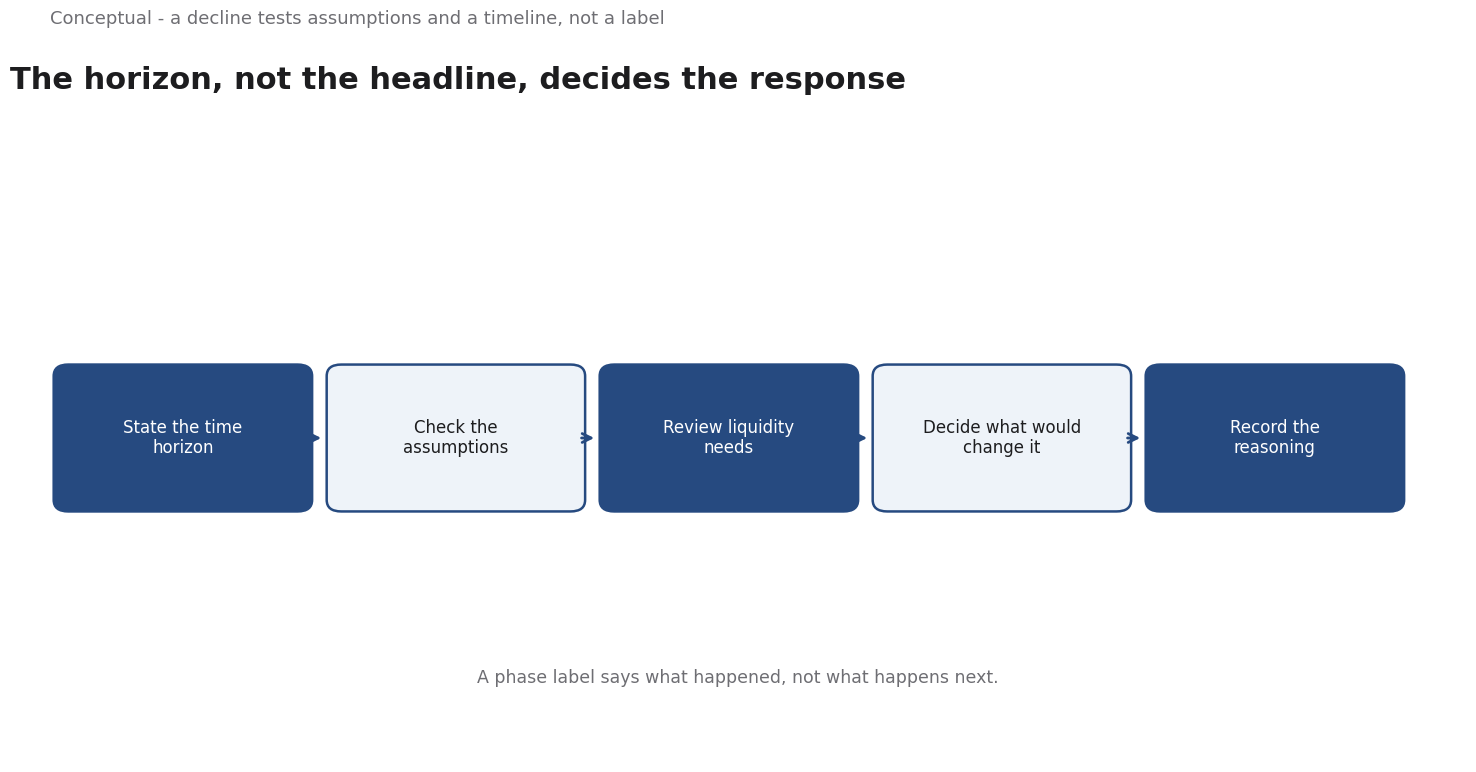 Conceptual - a decline tests assumptions and a timeline, not a label
The horizon, not the headline, decides the response
State the time
horizon
Check the
assumptions
Review liquidity
needs
Decide what would
change it
Record the
reasoning
A phase label says what happened, not what happens next.